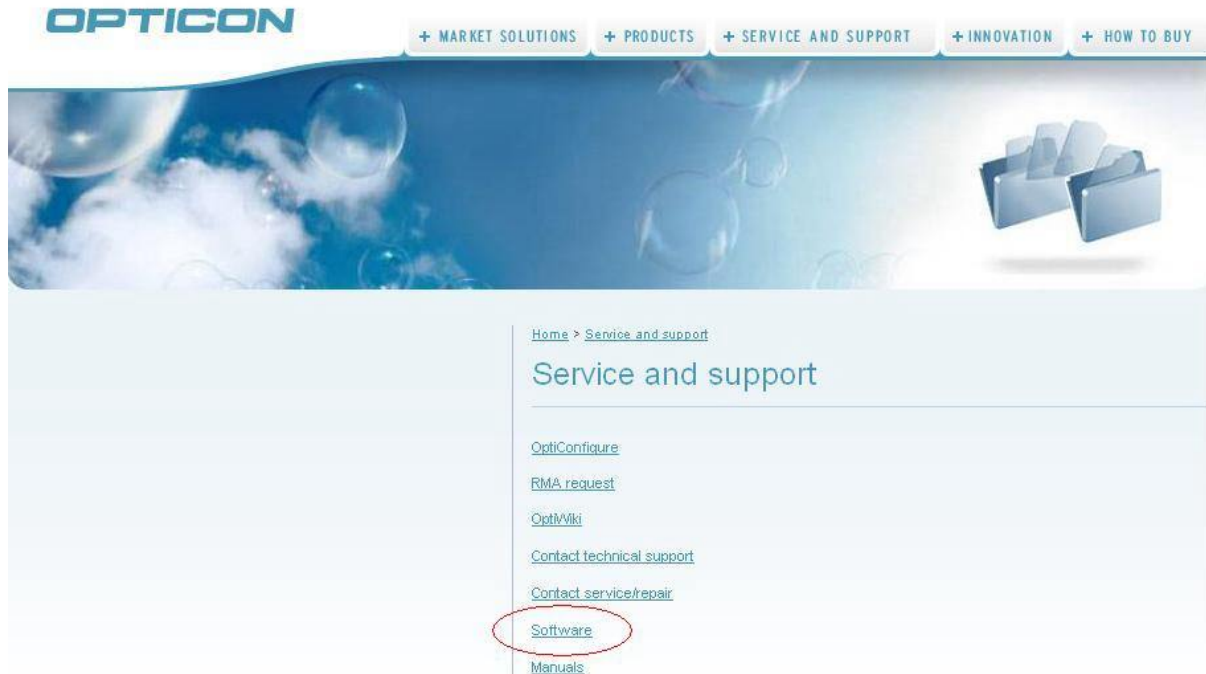 OPTICON
+ MARKET SOLUTIONS + PRODUCTS + SERVICE AND SUPPORT + INNOVATION + HOW TO BUY
Home > Service and support
Service and support
OptiConfigure
RMA request
OptiWiki
Contact technical support
Contact service/repair
Software
Manuals